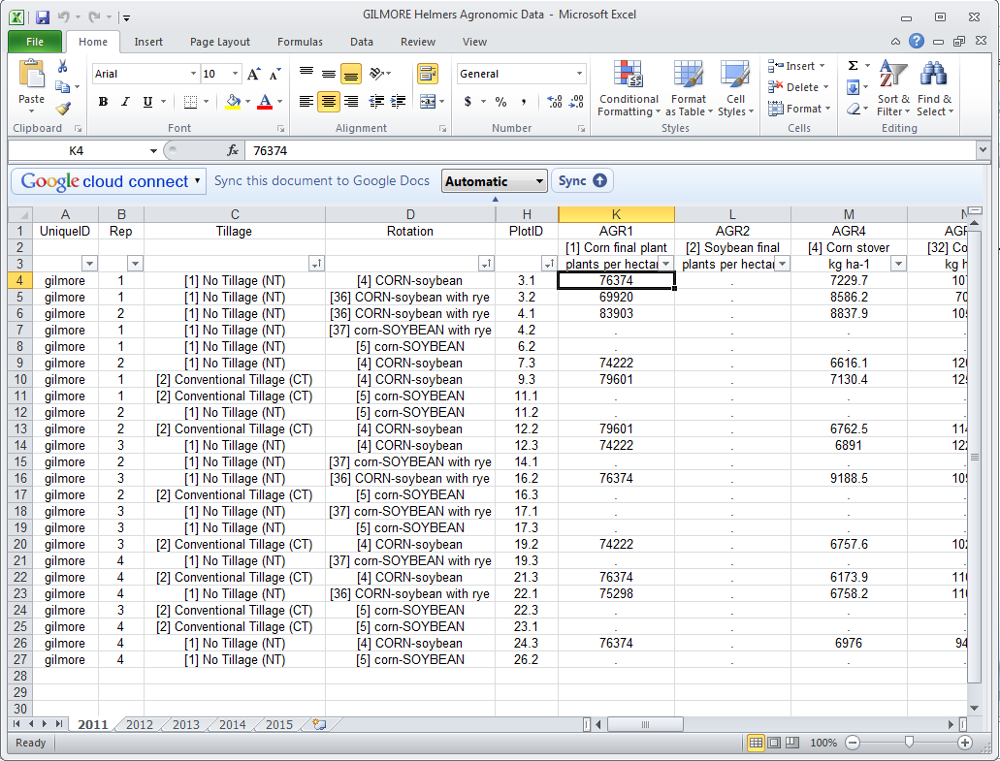 GILMORE Helmers Agronomic Data - Microsoft Excel
File Home Insert Page Layout Formulas Data Review View
Paste Arial 10 A A General Conditional Formatting Format as Table Cell Styles Insert Delete Format Σ Sort & Filter Find & Select
B I U A $ % ,
Clipboard Font Alignment Number Styles Cells Editing
K4 fx 76374
Google cloud connect Sync this document to Google Docs Automatic Sync
A B C D H K L M N
1 UniqueID Rep Tillage Rotation PlotID AGR1 AGR2 AGR4 AGR
2 [1] Corn final plant [2] Soybean final [4] Corn stover [32] Co
3 plants per hectar plants per hectar kg ha-1 kg h
4 gilmore 1 [1] No Tillage (NT) [4] CORN-soybean 3.1 76374 . 7229.7 107
5 gilmore 1 [1] No Tillage (NT) [36] CORN-soybean with rye 3.2 69920 . 8586.2 70
6 gilmore 2 [1] No Tillage (NT) [36] CORN-soybean with rye 4.1 83903 . 8837.9 105
7 gilmore 1 [1] No Tillage (NT) [37] corn-SOYBEAN with rye 4.2 . . . .
8 gilmore 1 [1] No Tillage (NT) [5] corn-SOYBEAN 6.2 . . . .
9 gilmore 2 [1] No Tillage (NT) [4] CORN-soybean 7.3 74222 . 6616.1 120
10 gilmore 1 [2] Conventional Tillage (CT) [4] CORN-soybean 9.3 79601 . 7130.4 125
11 gilmore 1 [2] Conventional Tillage (CT) [5] corn-SOYBEAN 11.1 . . . .
12 gilmore 2 [1] No Tillage (NT) [5] corn-SOYBEAN 11.2 . . . .
13 gilmore 2 [2] Conventional Tillage (CT) [4] CORN-soybean 12.2 79601 . 6762.5 114
14 gilmore 3 [1] No Tillage (NT) [4] CORN-soybean 12.3 74222 . 6891 122
15 gilmore 2 [1] No Tillage (NT) [37] corn-SOYBEAN with rye 14.1 . . . .
16 gilmore 3 [1] No Tillage (NT) [36] CORN-soybean with rye 16.2 76374 . 9188.5 109
17 gilmore 2 [2] Conventional Tillage (CT) [5] corn-SOYBEAN 16.3 . . . .
18 gilmore 3 [1] No Tillage (NT) [37] corn-SOYBEAN with rye 17.1 . . . .
19 gilmore 3 [1] No Tillage (NT) [5] corn-SOYBEAN 17.3 . . . .
20 gilmore 3 [2] Conventional Tillage (CT) [4] CORN-soybean 19.2 74222 . 6757.6 102
21 gilmore 4 [1] No Tillage (NT) [37] corn-SOYBEAN with rye 19.3 . . . .
22 gilmore 4 [2] Conventional Tillage (CT) [4] CORN-soybean 21.3 76374 . 6173.9 110
23 gilmore 4 [1] No Tillage (NT) [36] CORN-soybean with rye 22.1 75298 . 6758.2 110
24 gilmore 3 [2] Conventional Tillage (CT) [5] corn-SOYBEAN 22.3 . . . .
25 gilmore 4 [2] Conventional Tillage (CT) [5] corn-SOYBEAN 23.1 . . . .
26 gilmore 4 [1] No Tillage (NT) [4] CORN-soybean 24.3 76374 . 6976 94
27 gilmore 4 [1] No Tillage (NT) [5] corn-SOYBEAN 26.2 . . . .
28
29
30
2011 2012 2013 2014 2015
Ready 100%